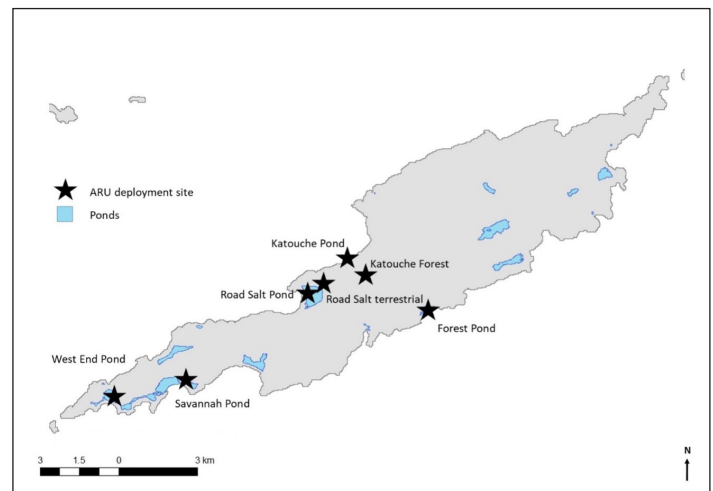 ARU deployment site
Ponds
Katouche Pond
Katouche Forest
Road Salt Pond
Road Salt terrestrial
Forest Pond
West End Pond
Savannah Pond
3 1.5 0 3 km
N